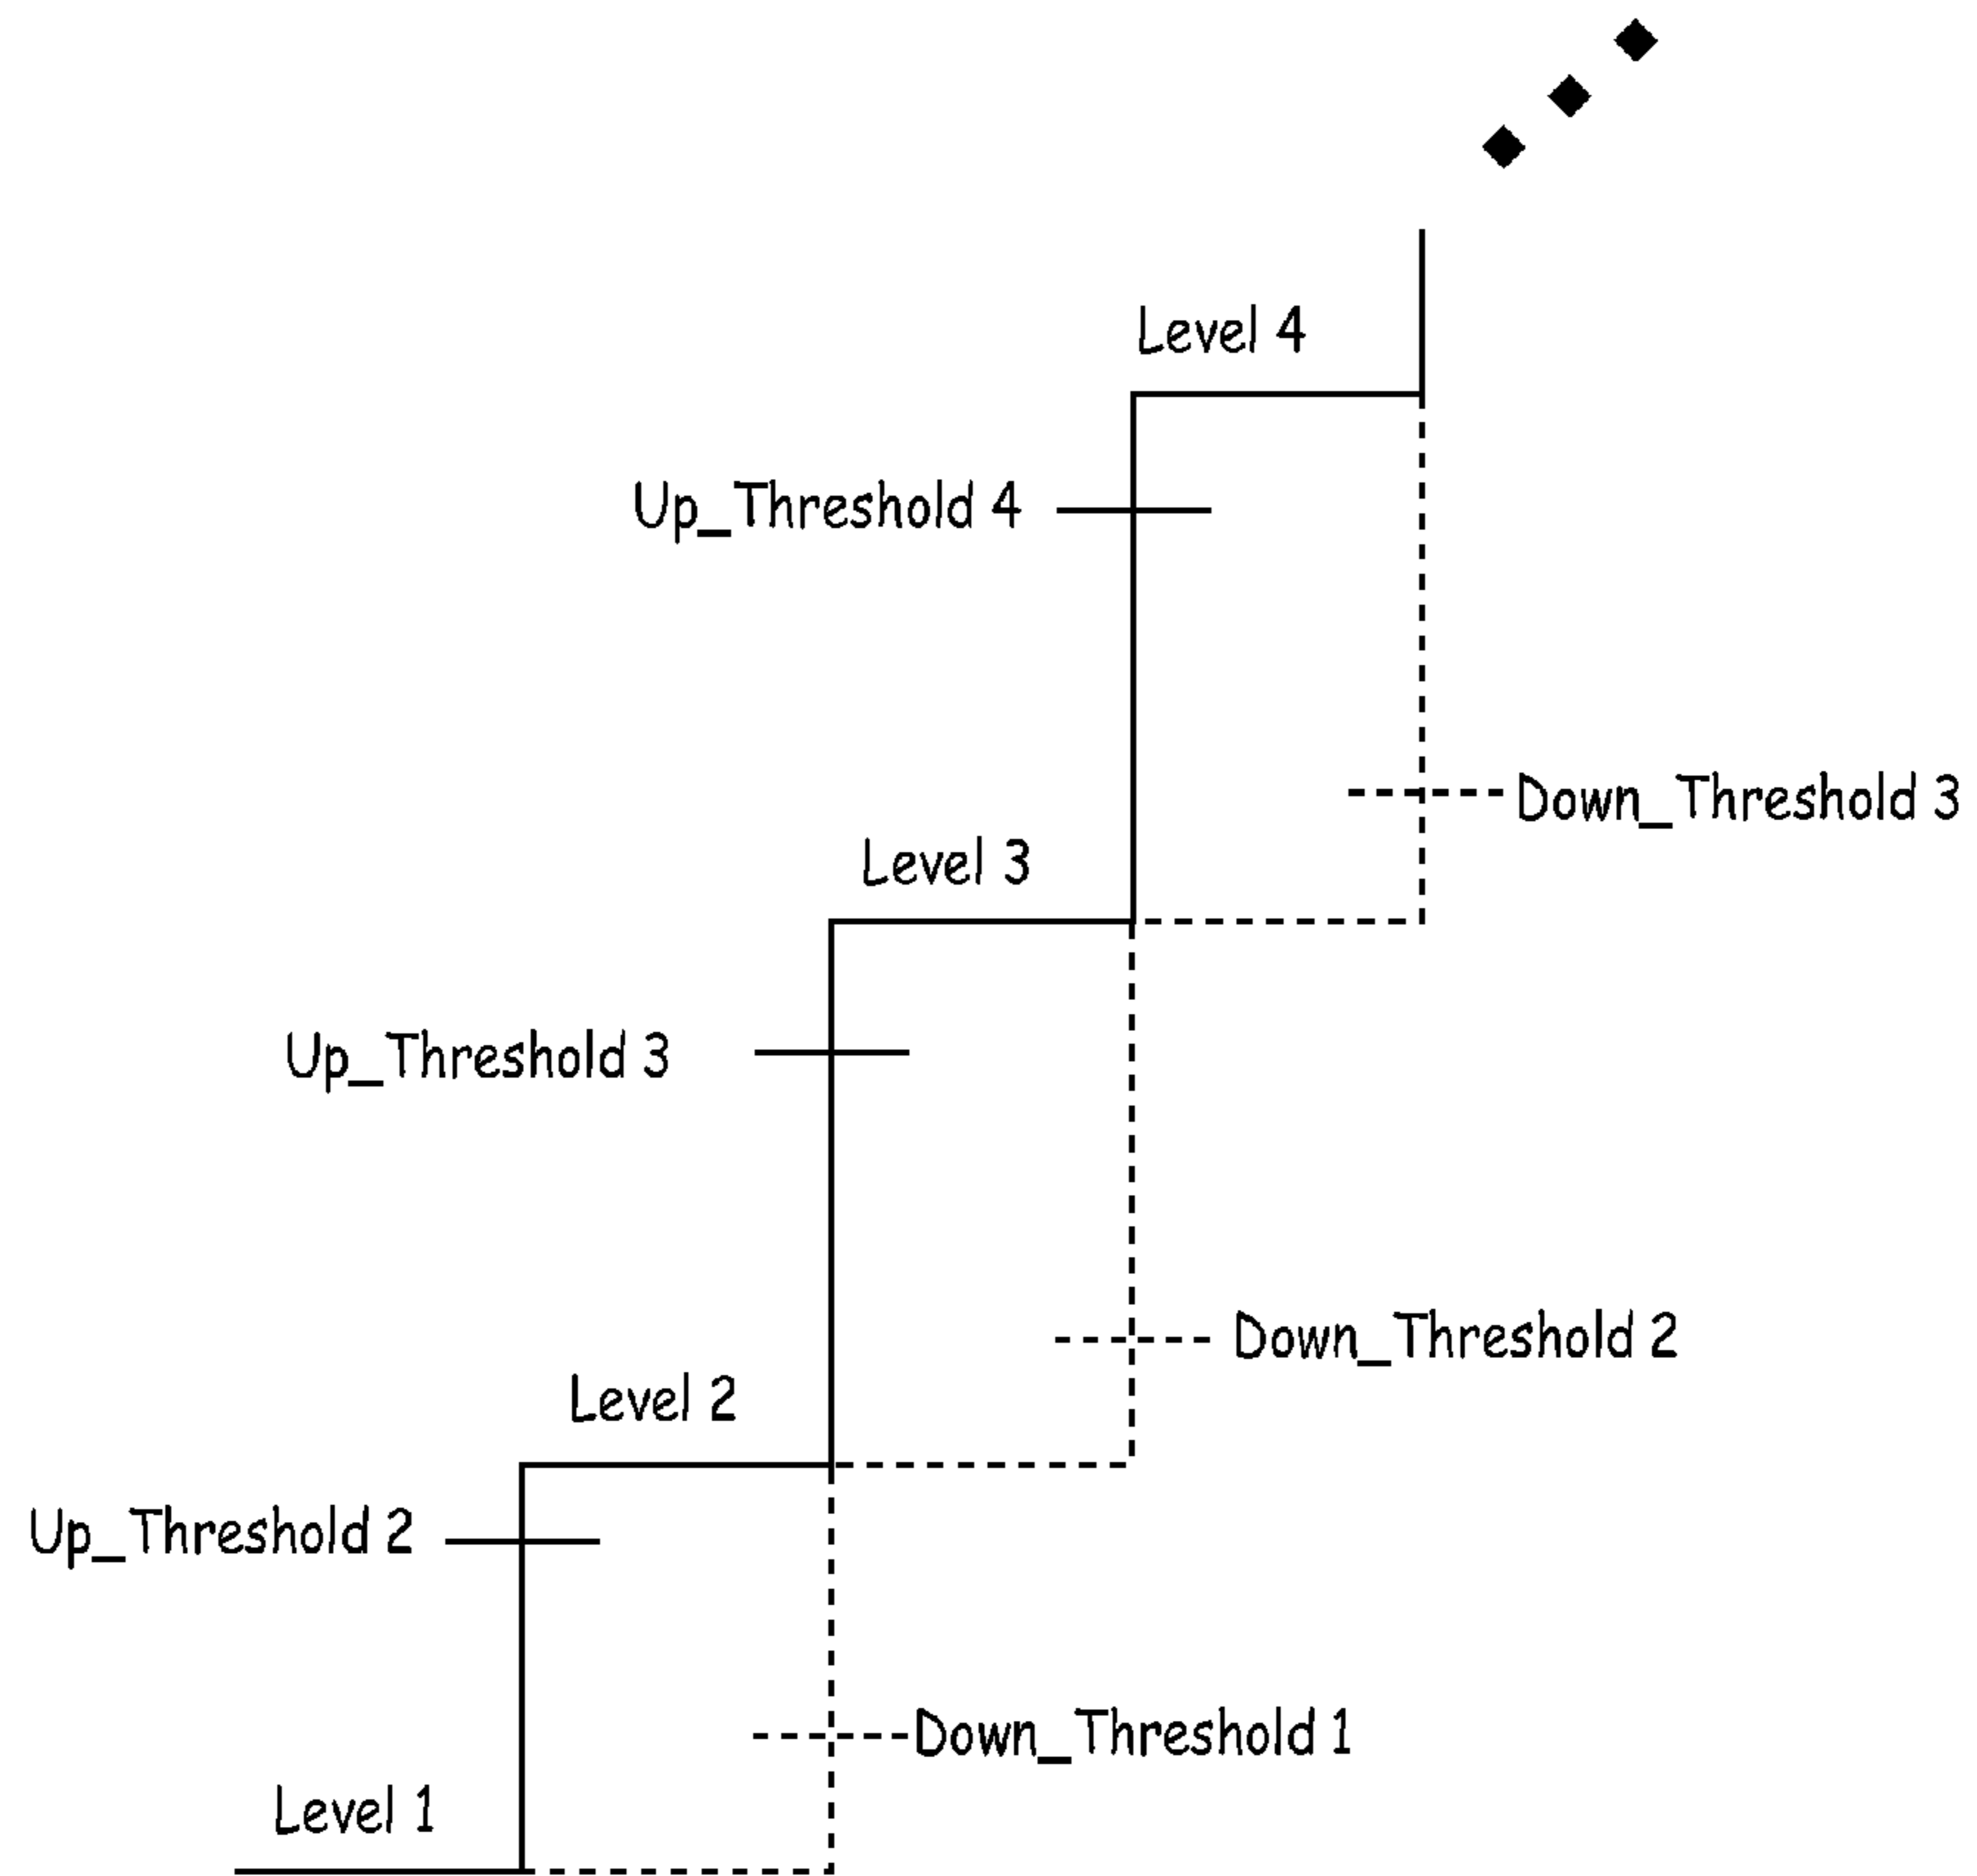 Level 4
Up_Threshold 4
Down_Threshold 3
Level 3
Up_Threshold 3
Down_Threshold 2
Level 2
Up_Threshold 2
Down_Threshold 1
Level 1